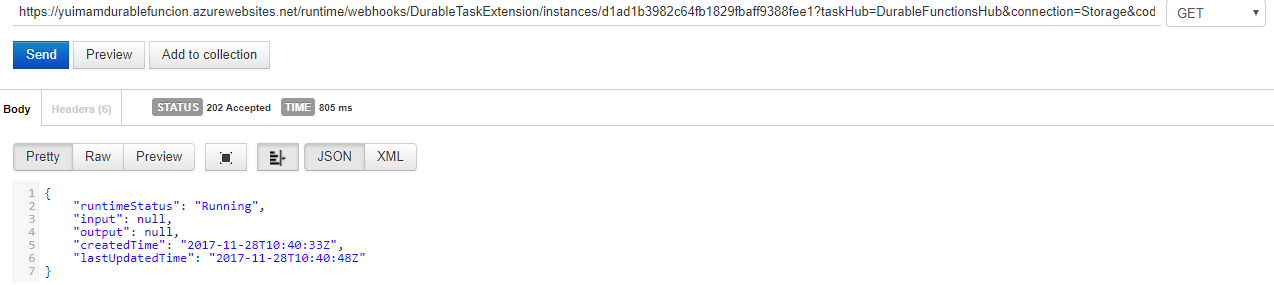 https://yuimamdurablefuncion.azurewebsites.net/runtime/webhooks/DurableTaskExtension/instances/d1ad1b3982c64fb1829fbaff9388fee1?taskHub=DurableFunctionsHub&connection=Storage&cod GET
Send Preview Add to collection
Body Headers (6) STATUS 202 Accepted TIME 805 ms
Pretty Raw Preview JSON XML
1 {
2 "runtimeStatus": "Running",
3 "input": null,
4 "output": null,
5 "createdTime": "2017-11-28T10:40:33Z",
6 "lastUpdatedTime": "2017-11-28T10:40:48Z"
7 }